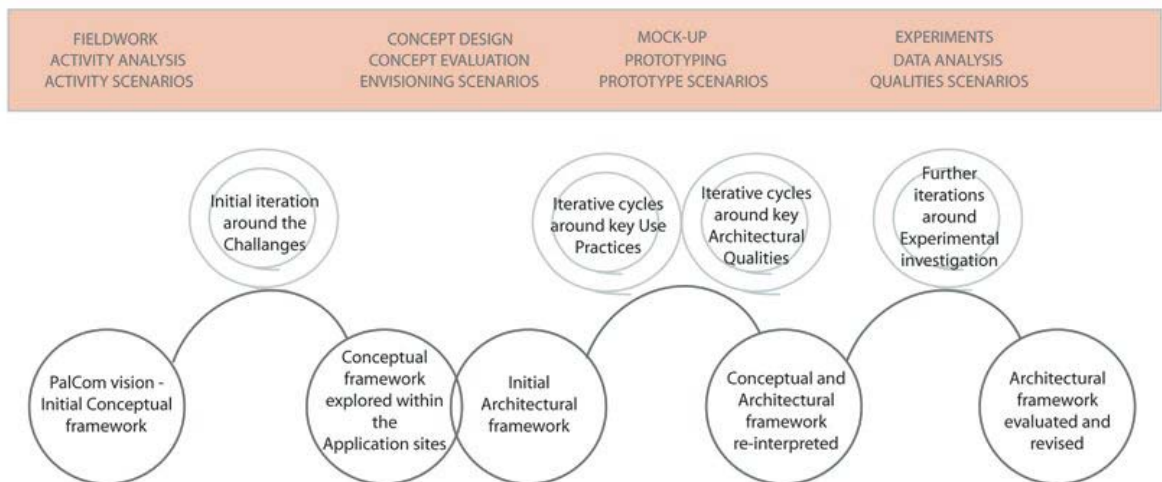 FIELDWORK
ACTIVITY ANALYSIS
ACTIVITY SCENARIOS
CONCEPT DESIGN
CONCEPT EVALUATION
ENVISIONING SCENARIOS
MOCK-UP
PROTOTYPING
PROTOTYPE SCENARIOS
EXPERIMENTS
DATA ANALYSIS
QUALITIES SCENARIOS
Initial iteration
around the
Challanges
Iterative cycles
around key Use
Practices
Iterative cycles
around key
Architectural
Qualities
Further
iterations
around
Experimental
investigation
PalCom vision -
Initial Conceptual
framework
Conceptual
framework
explored within
the
Application sites
Initial
Architectural
framework
Conceptual and
Architectural
framework
re-interpreted
Architectural
framework
evaluated and
revised